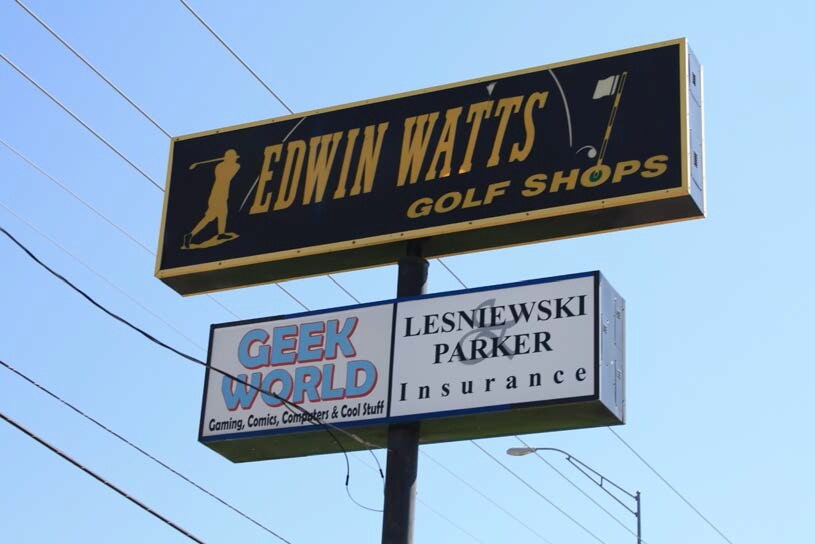 EDWIN WATTS
GOLF SHOPS
GEEK
WORLD
Gaming, Comics, Computers & Cool Stuff
LESNIEWSKI
&
PARKER
Insurance